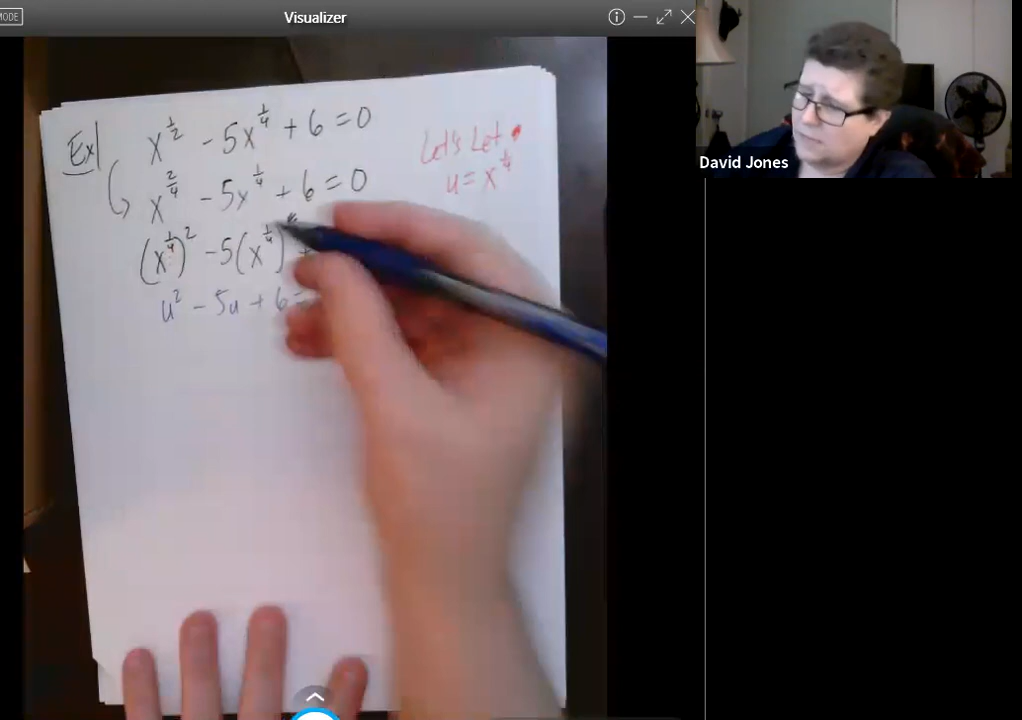 MODE
Visualizer
David Jones
Ex| x^{1/2} - 5x^{1/4} + 6 = 0
Let's Let
u = x^{1/4}
x^{2/4} - 5x^{1/4} + 6 = 0
(x^{1/4})^2 - 5(x^{1/4}) +
u^2 - 5u + 6 =